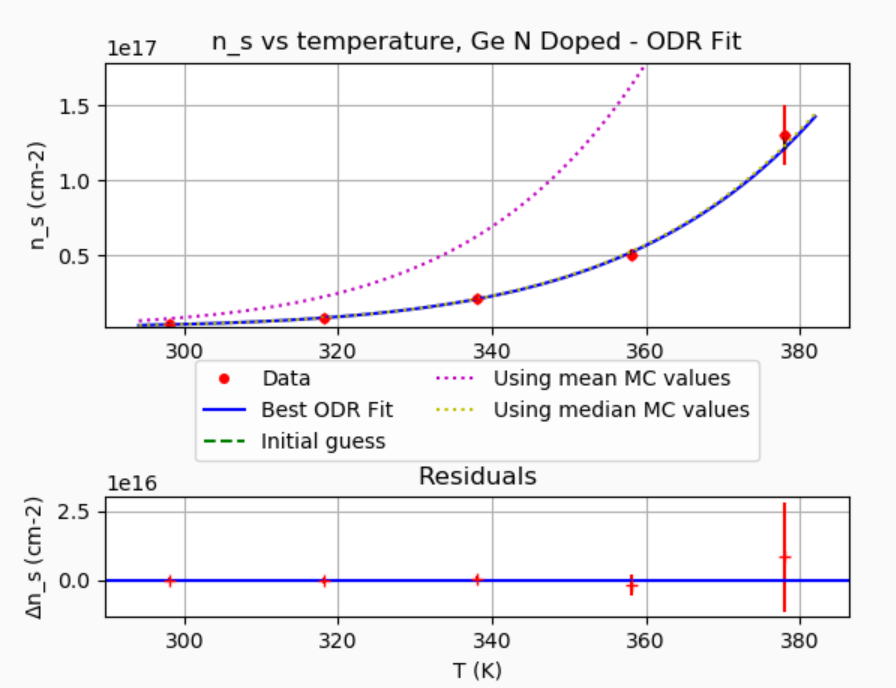 1e17
n_s vs temperature, Ge N Doped - ODR Fit
n_s (cm-2)
1.5
1.0
0.5
300 320 340 360 380
Data
Best ODR Fit
Initial guess
Using mean MC values
Using median MC values
1e16
Residuals
Δn_s (cm-2)
2.5
0.0
300 320 340 360 380
T (K)